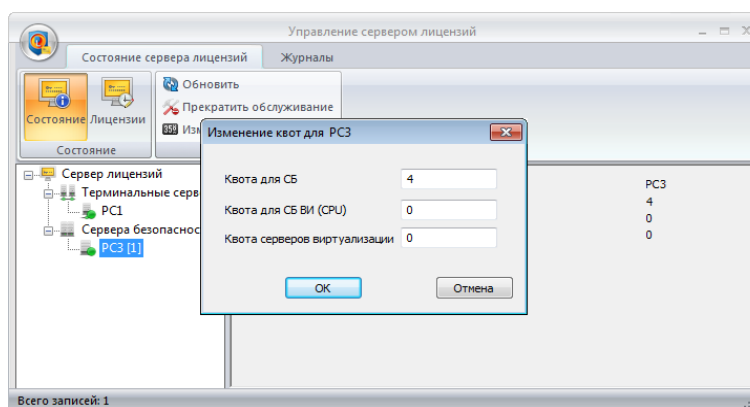 Управление сервером лицензий
Состояние сервера лицензий Журналы
Состояние Лицензии
Обновить
Прекратить обслуживание
Состояние
Изменение квот для PC3
Квота для СБ 4
Квота для СБ ВИ (CPU) 0
Квота серверов виртуализации 0
OK Отмена
Сервер лицензий
Терминальные серв
PC1
Сервера безопаснос
PC3 [1]
PC3
4
0
0
Всего записей: 1